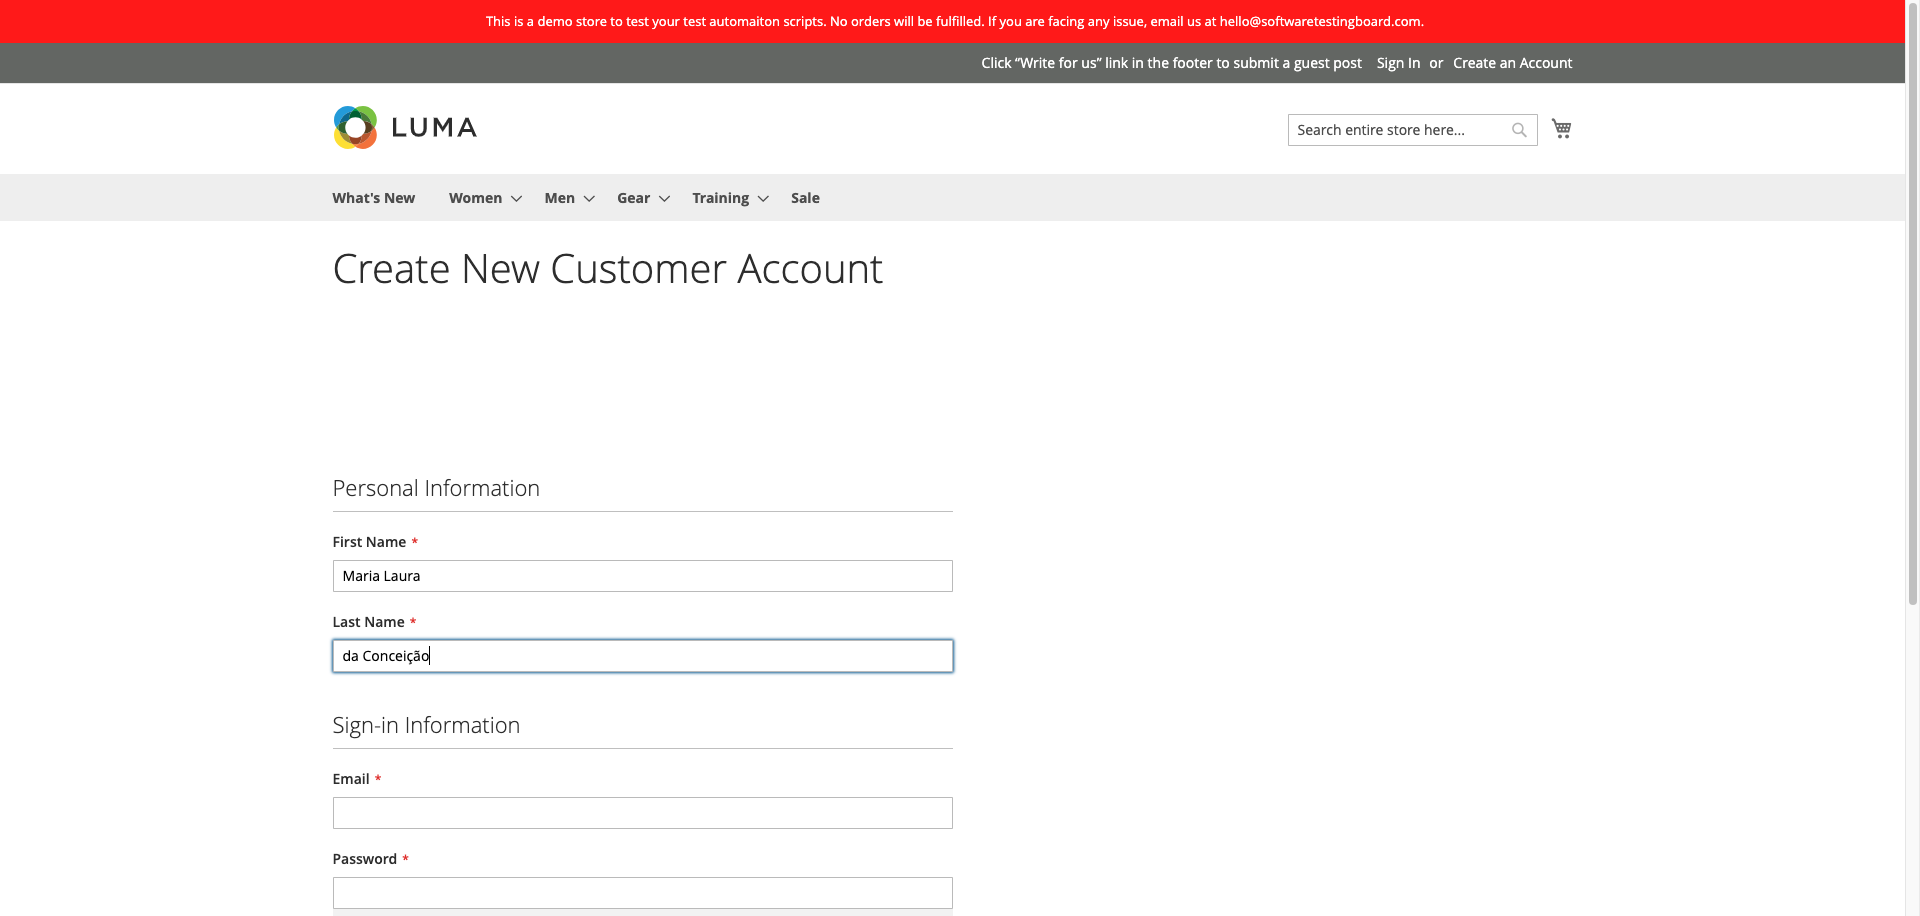 This is a demo store to test your test automaiton scripts. No orders will be fulfilled. If you are facing any issue, email us at hello@softwaretestingboard.com.
Click “Write for us” link in the footer to submit a guest post Sign In or Create an Account
LUMA
Search entire store here...
What's New Women Men Gear Training Sale
Create New Customer Account
Personal Information
First Name *
Maria Laura
Last Name *
da Conceição
Sign-in Information
Email *
Password *